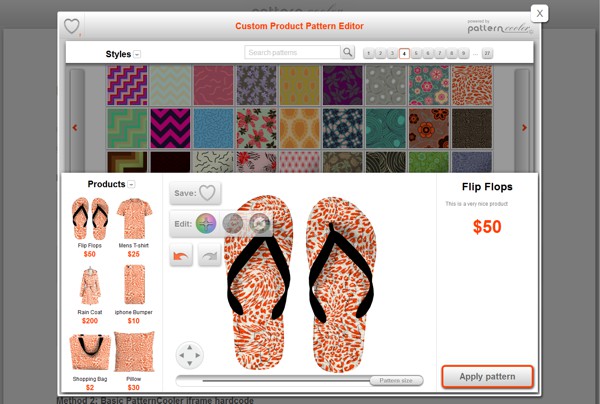 Custom Product Pattern Editor
X
powered by
patterncooler
Styles
Search patterns
1 2 3 4 5 6 7 8 9 ... 27
Products
Flip Flops
$50
Mens T-shirt
$25
Rain Coat
$200
iphone Bumper
$10
Shopping Bag
$2
Pillow
$30
Save:
Edit:
Pattern size
Flip Flops
This is a very nice product!
$50
Apply pattern
Method 2: Basic PatternCooler iframe hardcode